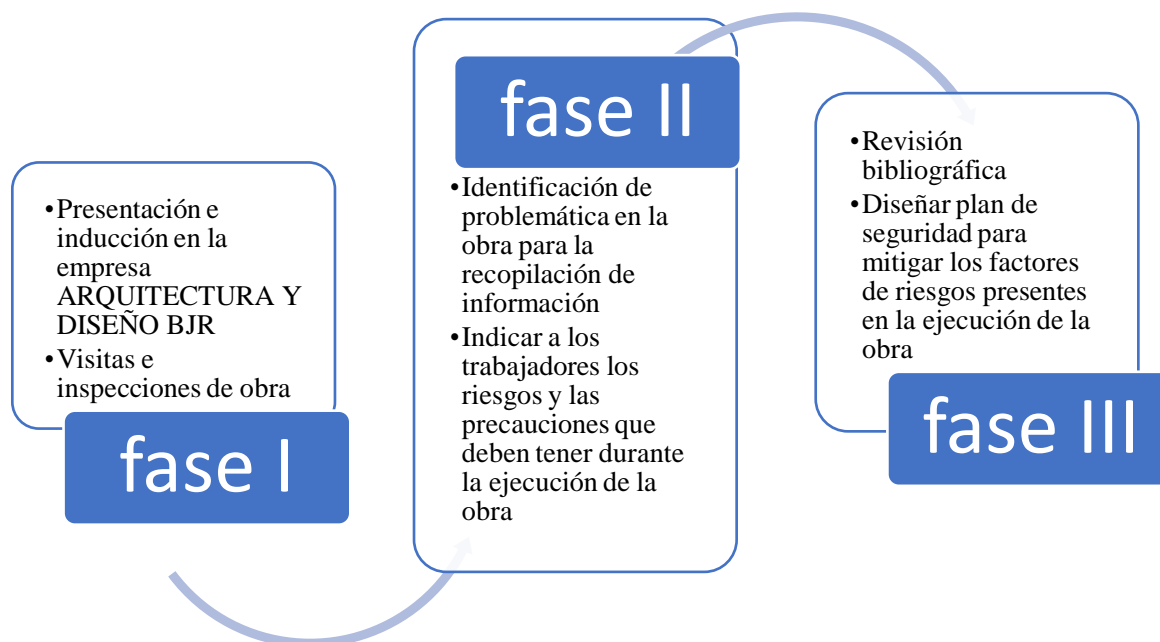 •Presentación e
inducción en la
empresa
ARQUITECTURA Y
DISEÑO BJR
•Visitas e
inspecciones de obra
fase I
fase II
•Identificación de
problemática en la
obra para la
recopilación de
información
•Indicar a los
trabajadores los
riesgos y las
precauciones que
deben tener durante
la ejecución de la
obra
•Revisión
bibliográfica
•Diseñar plan de
seguridad para
mitigar los factores
de riesgos presentes
en la ejecución de la
obra
fase III